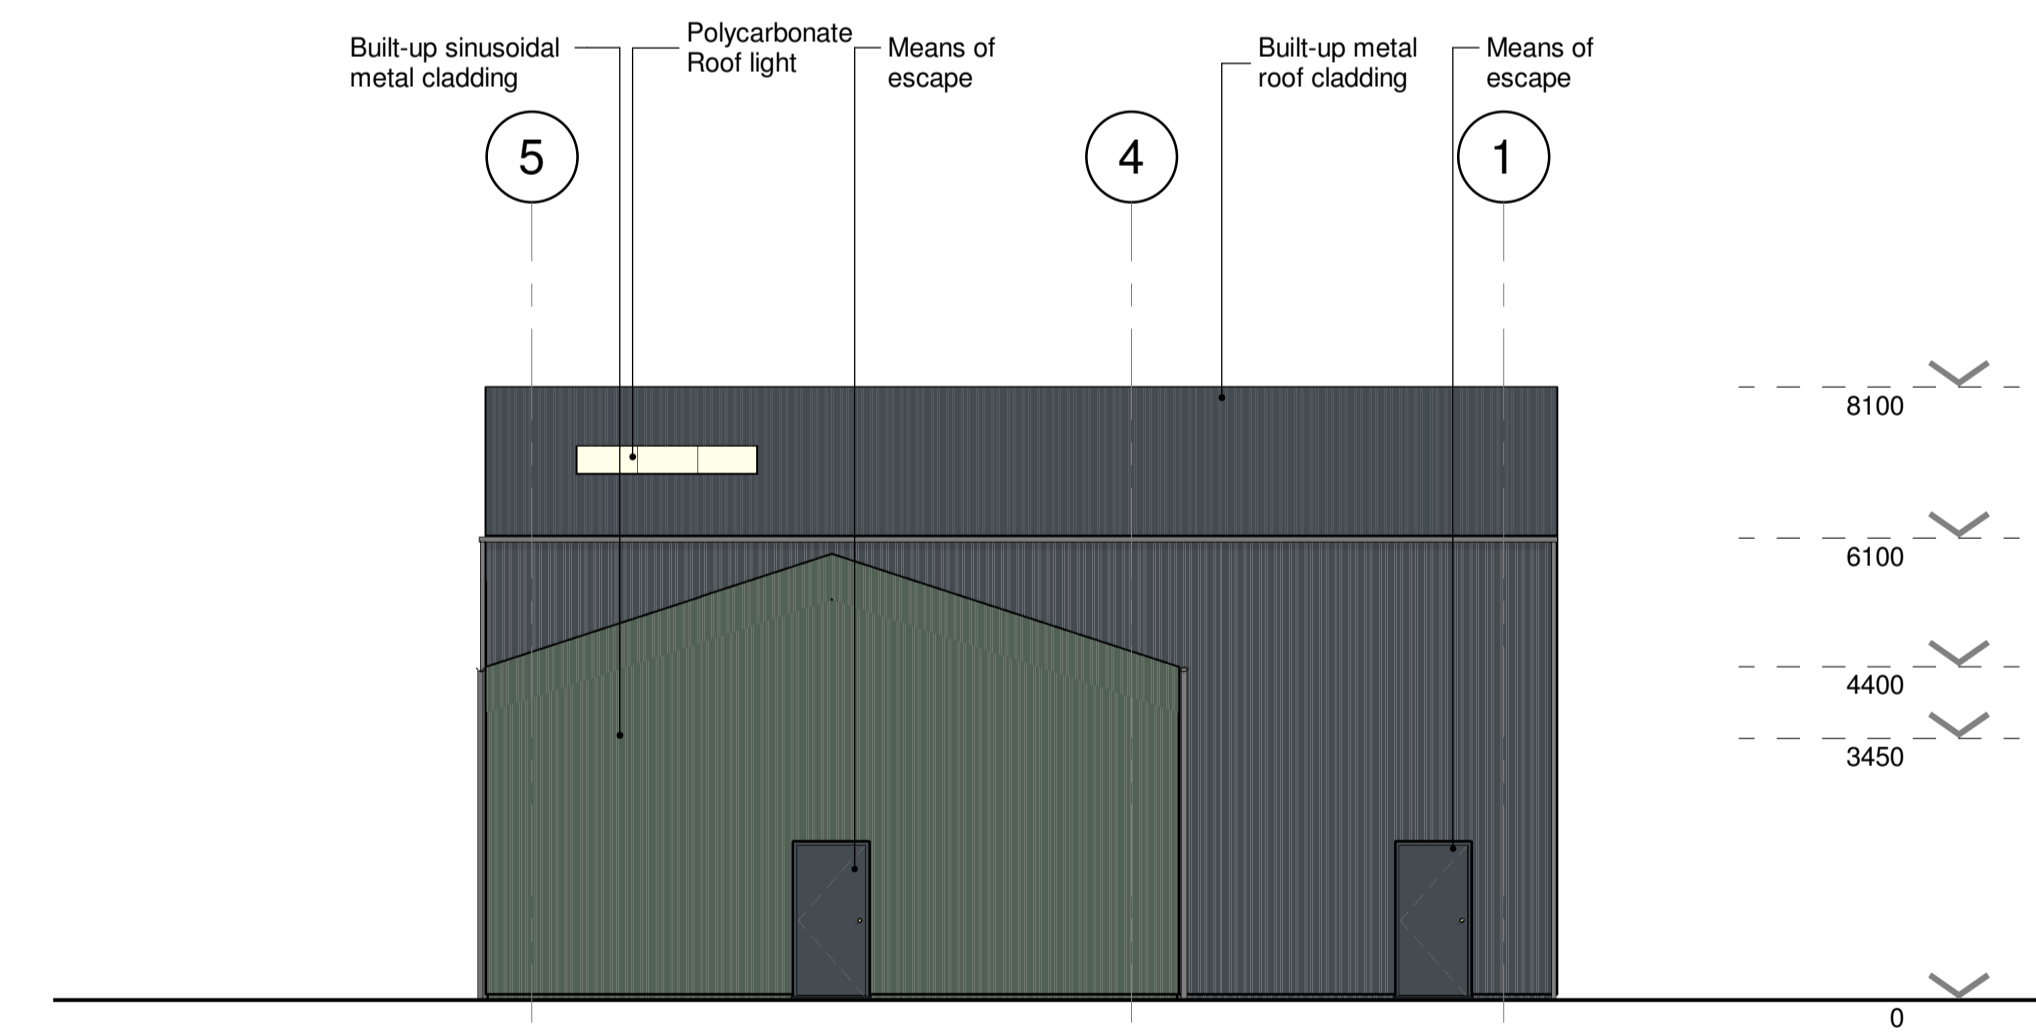 Built-up sinusoidal
metal cladding
Polycarbonate
Roof light
Means of
escape
Built-up metal
roof cladding
Means of
escape
5
4
1
8100
6100
4400
3450
0